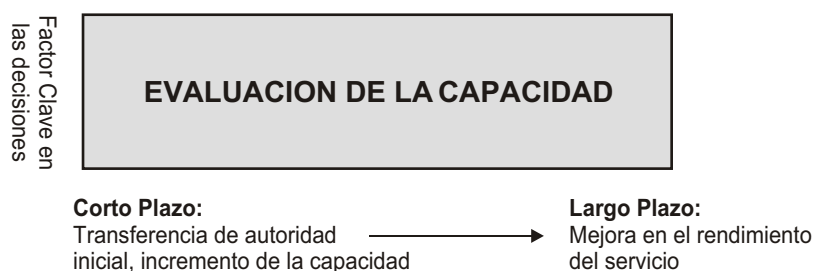 Factor Clave en
las decisiones
EVALUACION DE LA CAPACIDAD
Corto Plazo:
Transferencia de autoridad
inicial, incremento de la capacidad
Largo Plazo:
Mejora en el rendimiento
del servicio